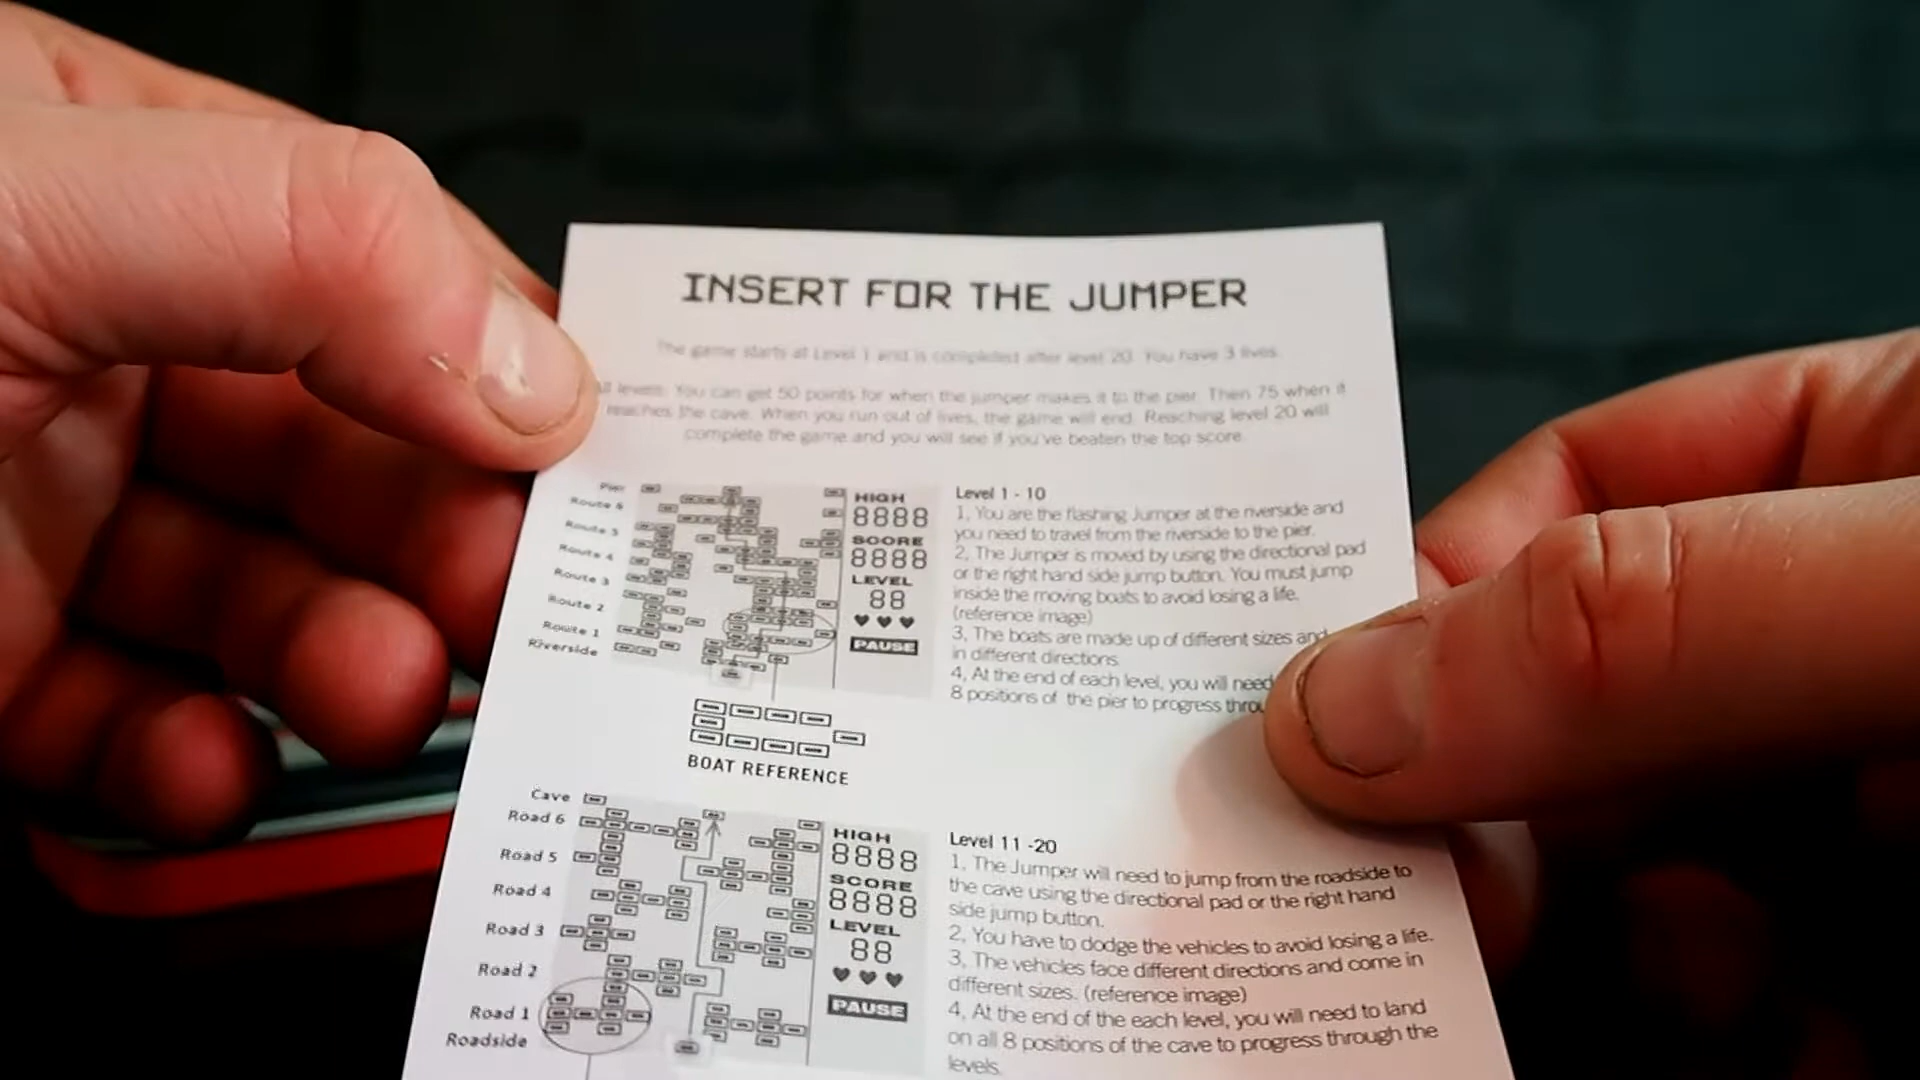 INSERT FOR THE JUMPER
The game starts at Level 1 and is completed after level 20. You have 3 lives.
levels: You can get 50 points for when the jumper makes it to the pier. Then 75 when it
reaches the cave. When you run out of lives, the game will end. Reaching level 20 will
complete the game and you will see if you've beaten the top score.
Pier
Route 6
Route 5
Route 4
Route 3
Route 2
Route 1
Riverside
HIGH
8888
SCORE
8888
LEVEL
88
PAUSE
BOAT REFERENCE
Level 1 - 10
1, You are the flashing Jumper at the riverside and
you need to travel from the riverside to the pier.
2, The Jumper is moved by using the directional pad
or the right hand side jump button. You must jump
inside the moving boats to avoid losing a life.
(reference image)
3, The boats are made up of different sizes and
in different directions.
4, At the end of each level, you will need
8 positions of the pier to progress
Cave
Road 6
Road 5
Road 4
Road 3
Road 2
Road 1
Roadside
HIGH
8888
SCORE
8888
LEVEL
88
PAUSE
Level 11 -20
1, The Jumper will need to jump from the roadside to
the cave using the directional pad or the right hand
side jump button.
2, You have to dodge the vehicles to avoid losing a life.
3, The vehicles face different directions and come in
different sizes. (reference image)
4, At the end of the each level, you will need to land
on all 8 positions of the cave to progress through the
levels.